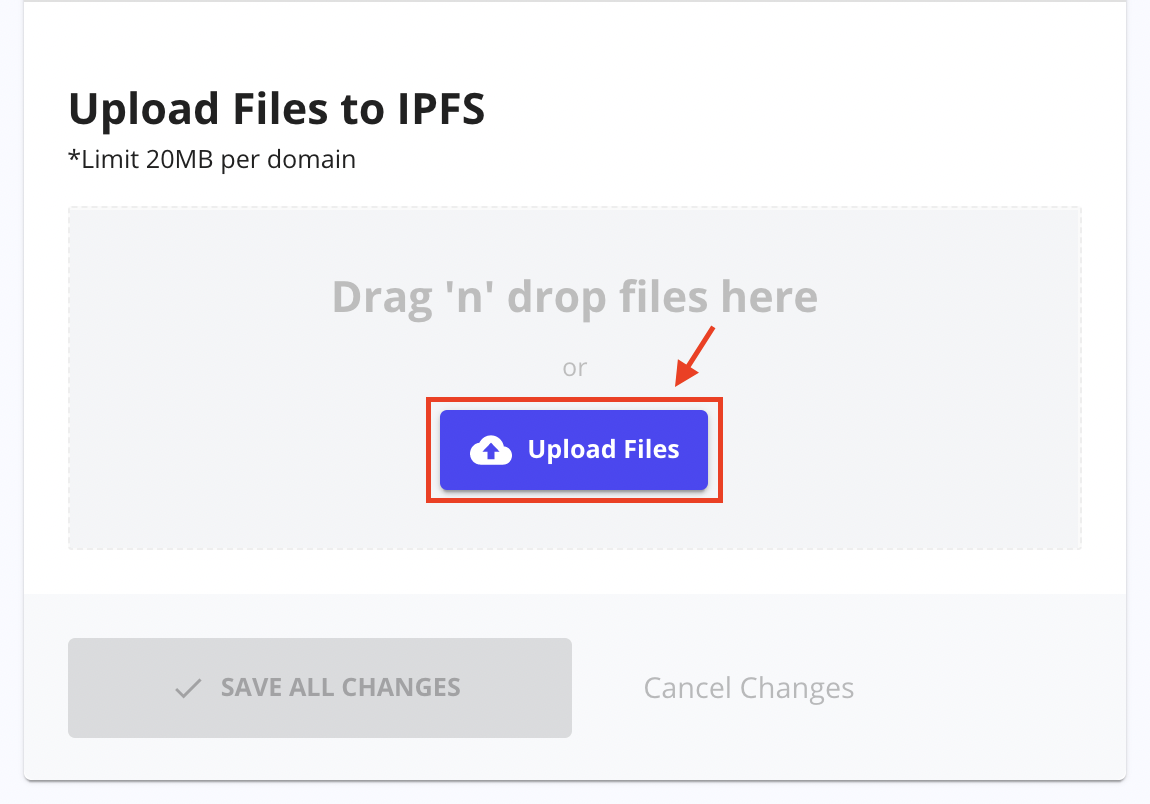 Upload Files to IPFS
*Limit 20MB per domain
Drag 'n' drop files here
or
Upload Files
SAVE ALL CHANGES
Cancel Changes